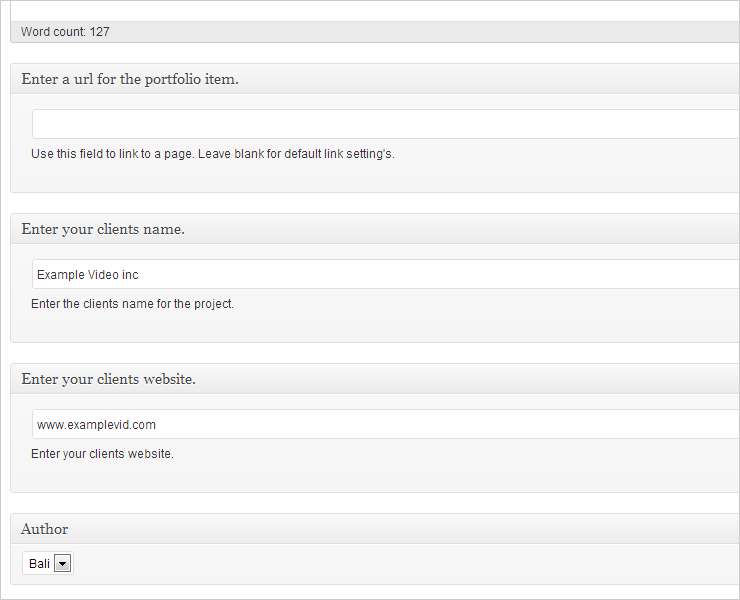 Word count: 127
Enter a url for the portfolio item.
Use this field to link to a page. Leave blank for default link setting's.
Enter your clients name.
Example Video inc
Enter the clients name for the project.
Enter your clients website.
www.examplevid.com
Enter your clients website.
Author
Bali